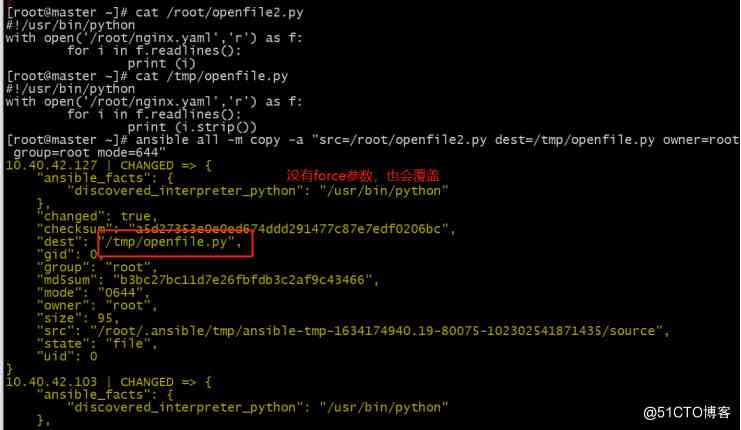 [root@master ~]# cat /root/openfile2.py
#!/usr/bin/python
with open('/root/nginx.yaml','r') as f:
        for i in f.readlines():
                print (i)
[root@master ~]# cat /tmp/openfile.py
#!/usr/bin/python
with open('/root/nginx.yaml','r') as f:
        for i in f.readlines():
                print (i.strip())
[root@master ~]# ansible all -m copy -a "src=/root/openfile2.py dest=/tmp/openfile.py owner=root
 group=root mode=644"
10.40.42.127 | CHANGED => {
    "ansible_facts": {
没有force参数，也会覆盖
        "discovered_interpreter_python": "/usr/bin/python"
    },
    "changed": true,
    "checksum": "a5d27353e0e0ed674ddd291477c87e7edf0206bc",
    "dest": "/tmp/openfile.py",
    "gid": 0,
    "group": "root",
    "md5sum": "b3bc27bc11d7e26fbfdb3c2af9c43466",
    "mode": "0644",
    "owner": "root",
    "size": 95,
    "src": "/root/.ansible/tmp/ansible-tmp-1634174940.19-80075-102302541871435/source",
    "state": "file",
    "uid": 0
}
10.40.42.103 | CHANGED => {
    "ansible_facts": {
        "discovered_interpreter_python": "/usr/bin/python"
    },
@51CTO博客